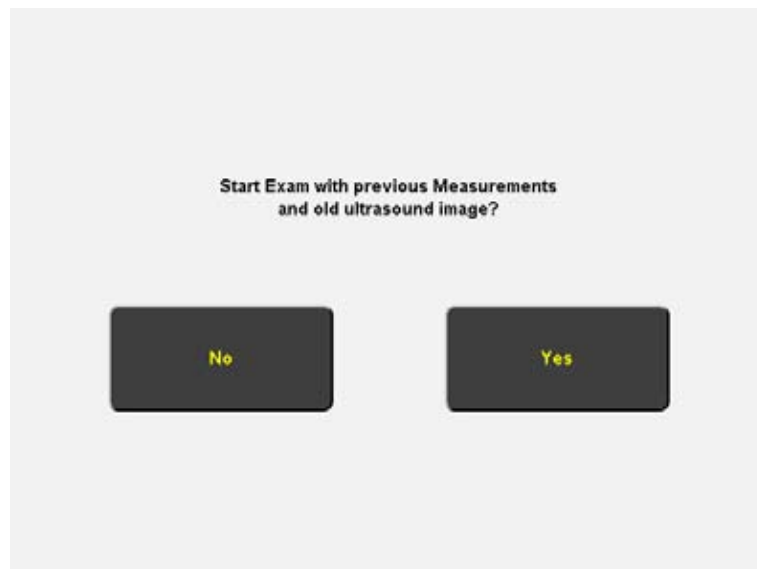 Start Exam with previous Measurements
and old ultrasound image?
No
Yes